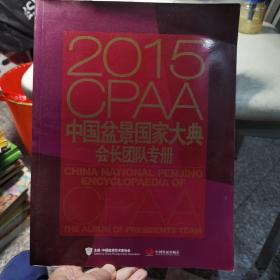 2015
CPAA
中国盆景国家大典
会长团队专册
CHINA NATIONAL PENJING
ENCYCLOPAEDIA OF
CPAA
THE ALBUM OF PRESIDENTS TEAM